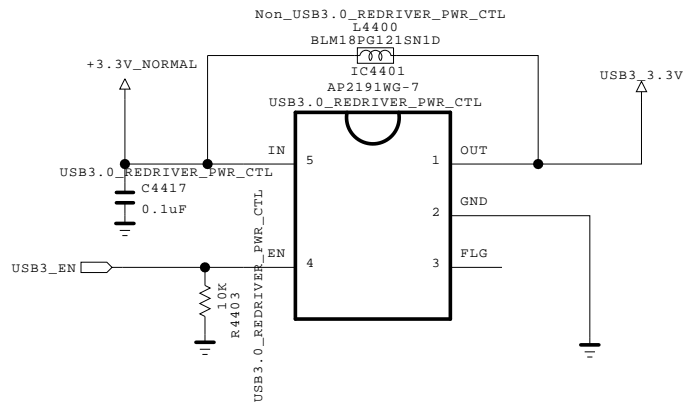 Non_USB3.0_REDRIVER_PWR_CTL
L4400
BLM18PG121SN1D
+3.3V_NORMAL
IC4401
AP2191WG-7
USB3.0_REDRIVER_PWR_CTL
USB3_3.3V
IN
5
1
OUT
USB3.0_REDRIVER_PWR_CTL
C4417
0.1uF
2
GND
USB3_EN
EN
4
3
FLG
10K
R4403
USB3.0_REDRIVER_PWR_CTL